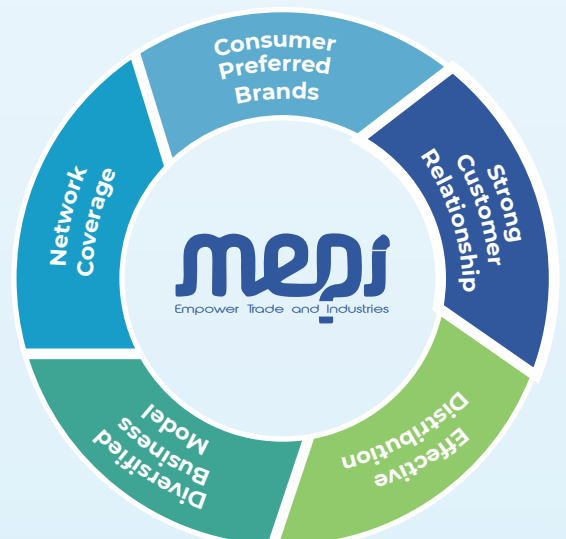 Consumer
Preferred
Brands
Strong
Customer
Relationship
Effective
Distribution
Diversified
Business
Model
Network
Coverage
mepi
Empower Trade and Industries